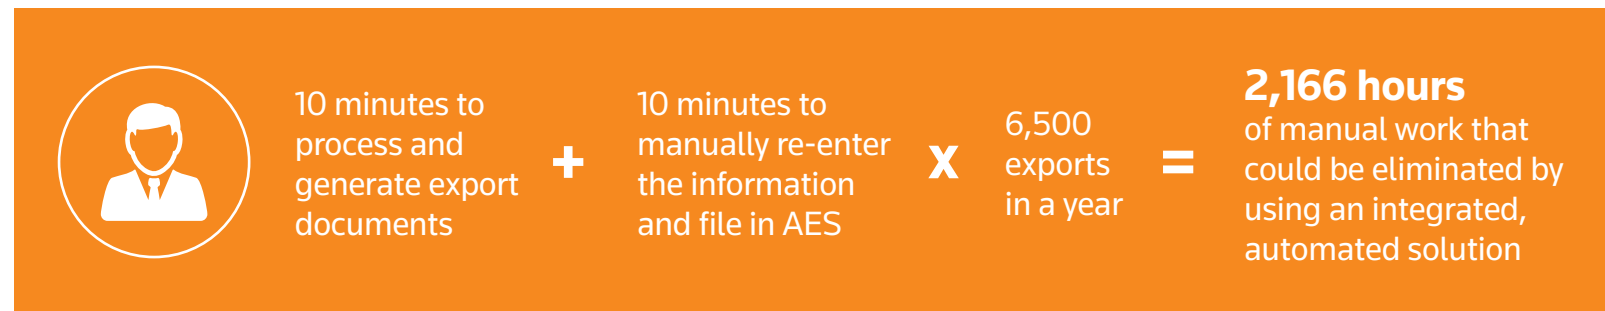 10 minutes to
process and
generate export
documents
+
10 minutes to
manually re-enter
the information
and file in AES
x
6,500
exports
in a year
=
2,166 hours
of manual work that
could be eliminated by
using an integrated,
automated solution